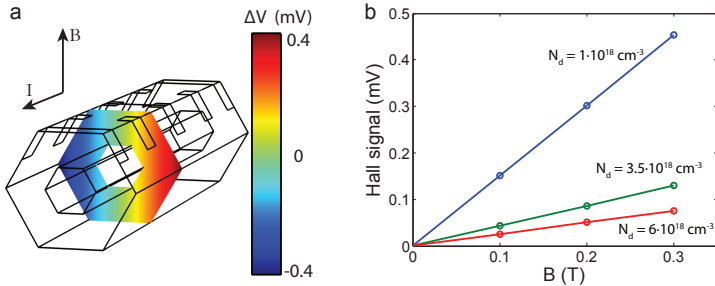 a
ΔV (mV)
B
I
0.4
0
-0.4
b
Hall signal (mV)
0.5
0.4
0.3
0.2
0.1
0
N_d = 1·10^18 cm^-3
N_d = 3.5·10^18 cm^-3
N_d = 6·10^18 cm^-3
0 0.1 0.2 0.3
B (T)